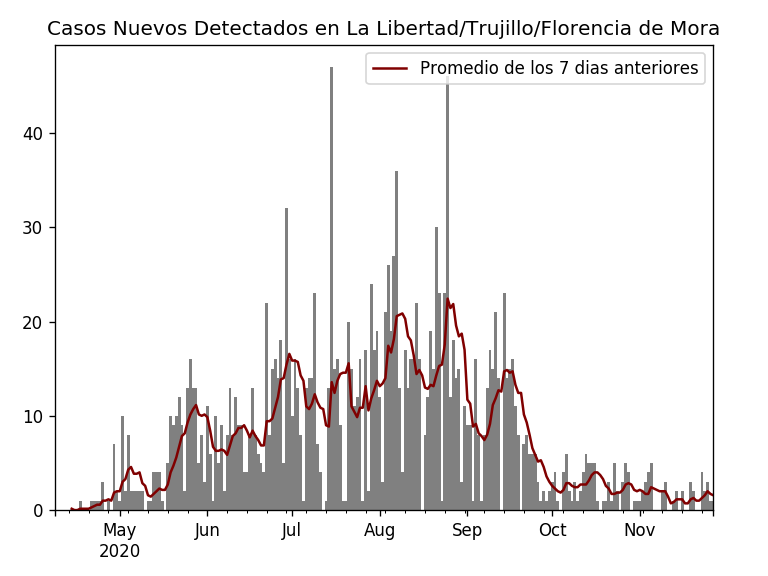 Casos Nuevos Detectados en La Libertad/Trujillo/Florencia de Mora
Promedio de los 7 dias anteriores
40
30
20
10
0
May Jun Jul Aug Sep Oct Nov
2020